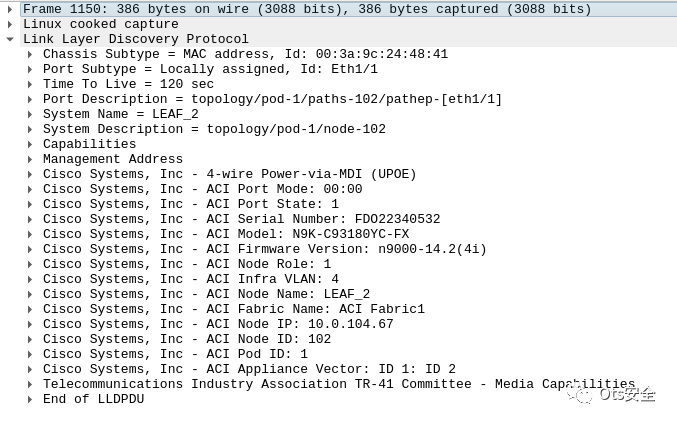 Frame 1150: 386 bytes on wire (3088 bits), 386 bytes captured (3088 bits)
Linux cooked capture
Link Layer Discovery Protocol
Chassis Subtype = MAC address, Id: 00:3a:9c:24:48:41
Port Subtype = Locally assigned, Id: Eth1/1
Time To Live = 120 sec
Port Description = topology/pod-1/paths-102/pathep-[eth1/1]
System Name = LEAF_2
System Description = topology/pod-1/node-102
Capabilities
Management Address
Cisco Systems, Inc - 4-wire Power-via-MDI (UPOE)
Cisco Systems, Inc - ACI Port Mode: 00:00
Cisco Systems, Inc - ACI Port State: 1
Cisco Systems, Inc - ACI Serial Number: FDO22340532
Cisco Systems, Inc - ACI Model: N9K-C93180YC-FX
Cisco Systems, Inc - ACI Firmware Version: n9000-14.2(4i)
Cisco Systems, Inc - ACI Node Role: 1
Cisco Systems, Inc - ACI Infra VLAN: 4
Cisco Systems, Inc - ACI Node Name: LEAF_2
Cisco Systems, Inc - ACI Fabric Name: ACI Fabric1
Cisco Systems, Inc - ACI Node IP: 10.0.104.67
Cisco Systems, Inc - ACI Node ID: 102
Cisco Systems, Inc - ACI Pod ID: 1
Cisco Systems, Inc - ACI Appliance Vector: ID 1: ID 2
Telecommunications Industry Association TR-41 Committee - Media Capabilities
End of LLDPDU
Ots安全